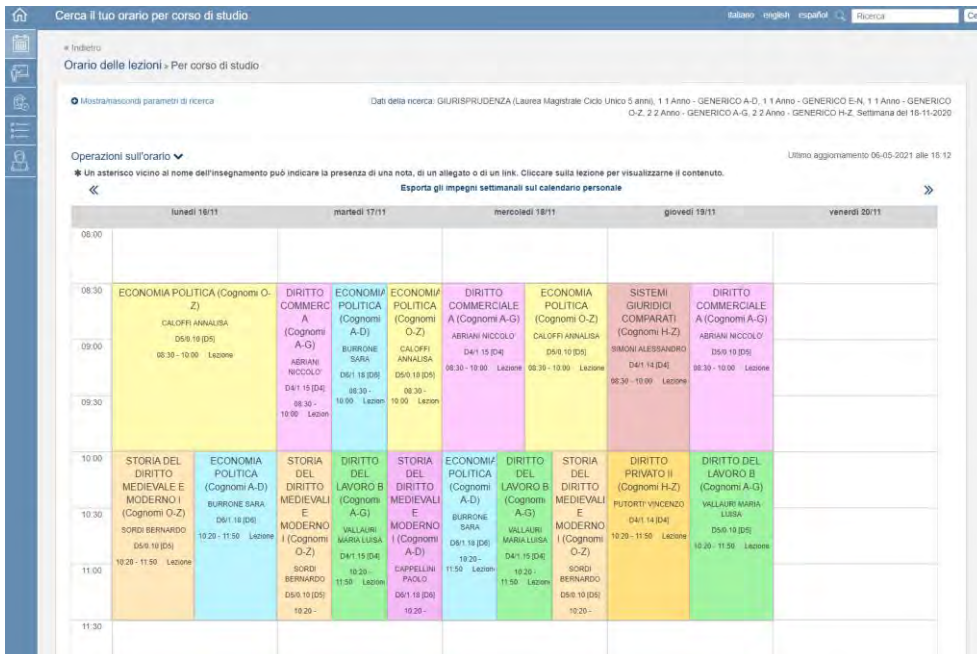 Cerca il tuo orario per corso di studio
italiano english español Ricerca Ce
« Indietro
Orario delle lezioni » Per corso di studio
Mostra/nascondi parametri di ricerca
Dati della ricerca: GIURISPRUDENZA (Laurea Magistrale Ciclo Unico 5 anni), 1 1 Anno - GENERICO A-D, 1 1 Anno - GENERICO E-N, 1 1 Anno - GENERICO
O-Z, 2 2 Anno - GENERICO A-G, 2 2 Anno - GENERICO H-Z, Settimana del 18-11-2020
Operazioni sull'orario
Ultimo aggiornamento 06-05-2021 alle 16:12
✱ Un asterisco vicino al nome dell'insegnamento può indicare la presenza di una nota, di un allegato o di un link. Cliccare sulla lezione per visualizzarne il contenuto.
« Esporta gli impegni settimanali sul calendario personale »
lunedì 16/11 martedì 17/11 mercoledì 18/11 giovedì 19/11 venerdì 20/11
08:00
08:30
ECONOMIA POLITICA (Cognomi O-
Z)
CALOFFI ANNALISA
D5/0.10 [D5]
08:30 - 10:00 Lezione
DIRITTO
COMMERC
A
(Cognomi
A-G)
ABRIANI
NICCOLO'
D4/1.15 [D4]
08:30 -
10:00 Lezion
ECONOMIA
POLITICA
(Cognomi
A-D)
BURRONE
SARA
D6/1.18 [D6]
08:30 -
10:00 Lezion
ECONOMIA
POLITICA
(Cognomi
O-Z)
CALOFFI
ANNALISA
D5/0.10 [D5]
08:30 -
10:00 Lezion
DIRITTO
COMMERCIALE
A (Cognomi A-G)
ABRIANI NICCOLO'
D4/1.15 [D4]
08:30 - 10:00 Lezione
ECONOMIA
POLITICA
(Cognomi O-Z)
CALOFFI ANNALISA
D5/0.10 [D5]
08:30 - 10:00 Lezione
SISTEMI
GIURIDICI
COMPARATI
(Cognomi H-Z)
SIMONI ALESSANDRO
D4/1.14 [D4]
08:30 - 10:00 Lezione
DIRITTO
COMMERCIALE
A (Cognomi A-G)
ABRIANI NICCOLO'
D5/0.10 [D5]
08:30 - 10:00 Lezione
09:00
09:30
10:00
STORIA DEL
DIRITTO
MEDIEVALE E
MODERNO I
(Cognomi O-Z)
SORDI BERNARDO
D5/0.10 [D5]
10:20 - 11:50 Lezione
ECONOMIA
POLITICA
(Cognomi A-D)
BURRONE SARA
D6/1.18 [D6]
10:20 - 11:50 Lezione
STORIA
DEL
DIRITTO
MEDIEVALI
E
MODERNO
I (Cognomi
O-Z)
SORDI
BERNARDO
D5/0.10 [D5]
10:20 -
DIRITTO
DEL
LAVORO B
(Cognomi
A-G)
VALLAURI
MARIA LUISA
D4/1.15 [D4]
10:20 -
11:50 Lezion
STORIA
DEL
DIRITTO
MEDIEVALI
E
MODERNO
I (Cognomi
A-D)
CAPPELLINI
PAOLO
D6/1.18 [D6]
10:20 -
ECONOMIA
POLITICA
(Cognomi
A-D)
BURRONE
SARA
D6/1.18 [D6]
10:20 -
11:50 Lezion
DIRITTO
DEL
LAVORO B
(Cognomi
A-G)
VALLAURI
MARIA LUISA
D4/1.15 [D4]
10:20 -
11:50 Lezion
STORIA
DEL
DIRITTO
MEDIEVALI
E
MODERNO
I (Cognomi
O-Z)
SORDI
BERNARDO
D5/0.10 [D5]
10:20 -
DIRITTO
PRIVATO II
(Cognomi H-Z)
PUTORTI' VINCENZO
D4/1.14 [D4]
10:20 - 11:50 Lezione
DIRITTO DEL
LAVORO B
(Cognomi A-G)
VALLAURI MARIA
LUISA
D5/0.10 [D5]
10:20 - 11:50 Lezione
10:30
11:00
11:30